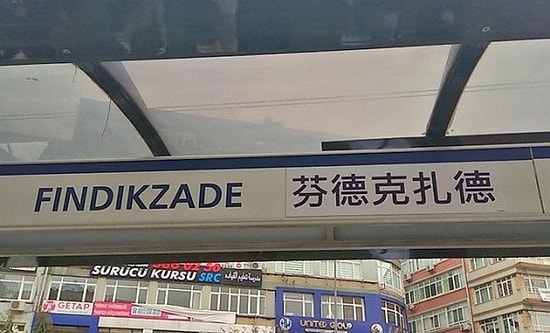 FINDIKZADE
芬德克扎德
SÜRÜCÜ KURSU SRC
GETAP
UNITED GROUP